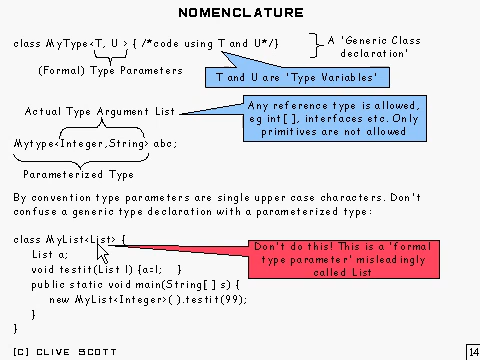 NOMENCLATURE
class MyType<T, U > { /*code using T and U*/}
A 'Generic Class
declaration'
(Formal) Type Parameters
T and U are 'Type Variables'
Actual Type Argument List
Any reference type is allowed,
eg int[ ], interfaces etc. Only
primitives are not allowed
Mytype<Integer,String> abc;
Parameterized Type
By convention type parameters are single upper case characters. Don't
confuse a generic type declaration with a parameterized type:
class MyList<List> {
List a;
void testit(List l) {a=l; }
public static void main(String[ ] s) {
new MyList<Integer>( ).testit(99);
}
}
Don't do this! This is a 'formal
type parameter' misleadingly
called List
[C] CLIVE SCOTT
14